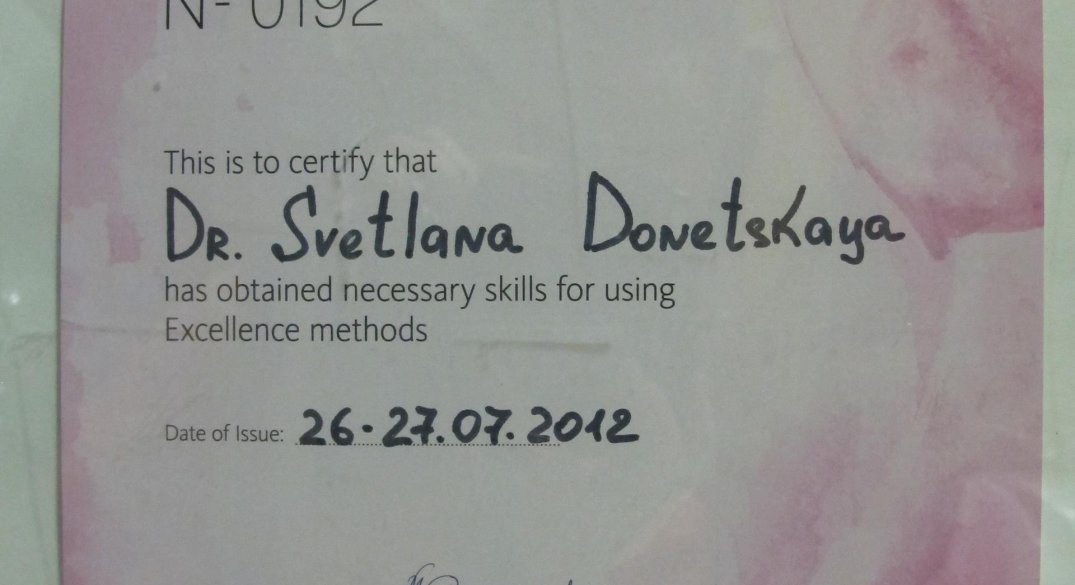 N- 0192
This is to certify that
DR. Svetlana Donetskaya
has obtained necessary skills for using
Excellence methods
Date of Issue: 26-27.07.2012